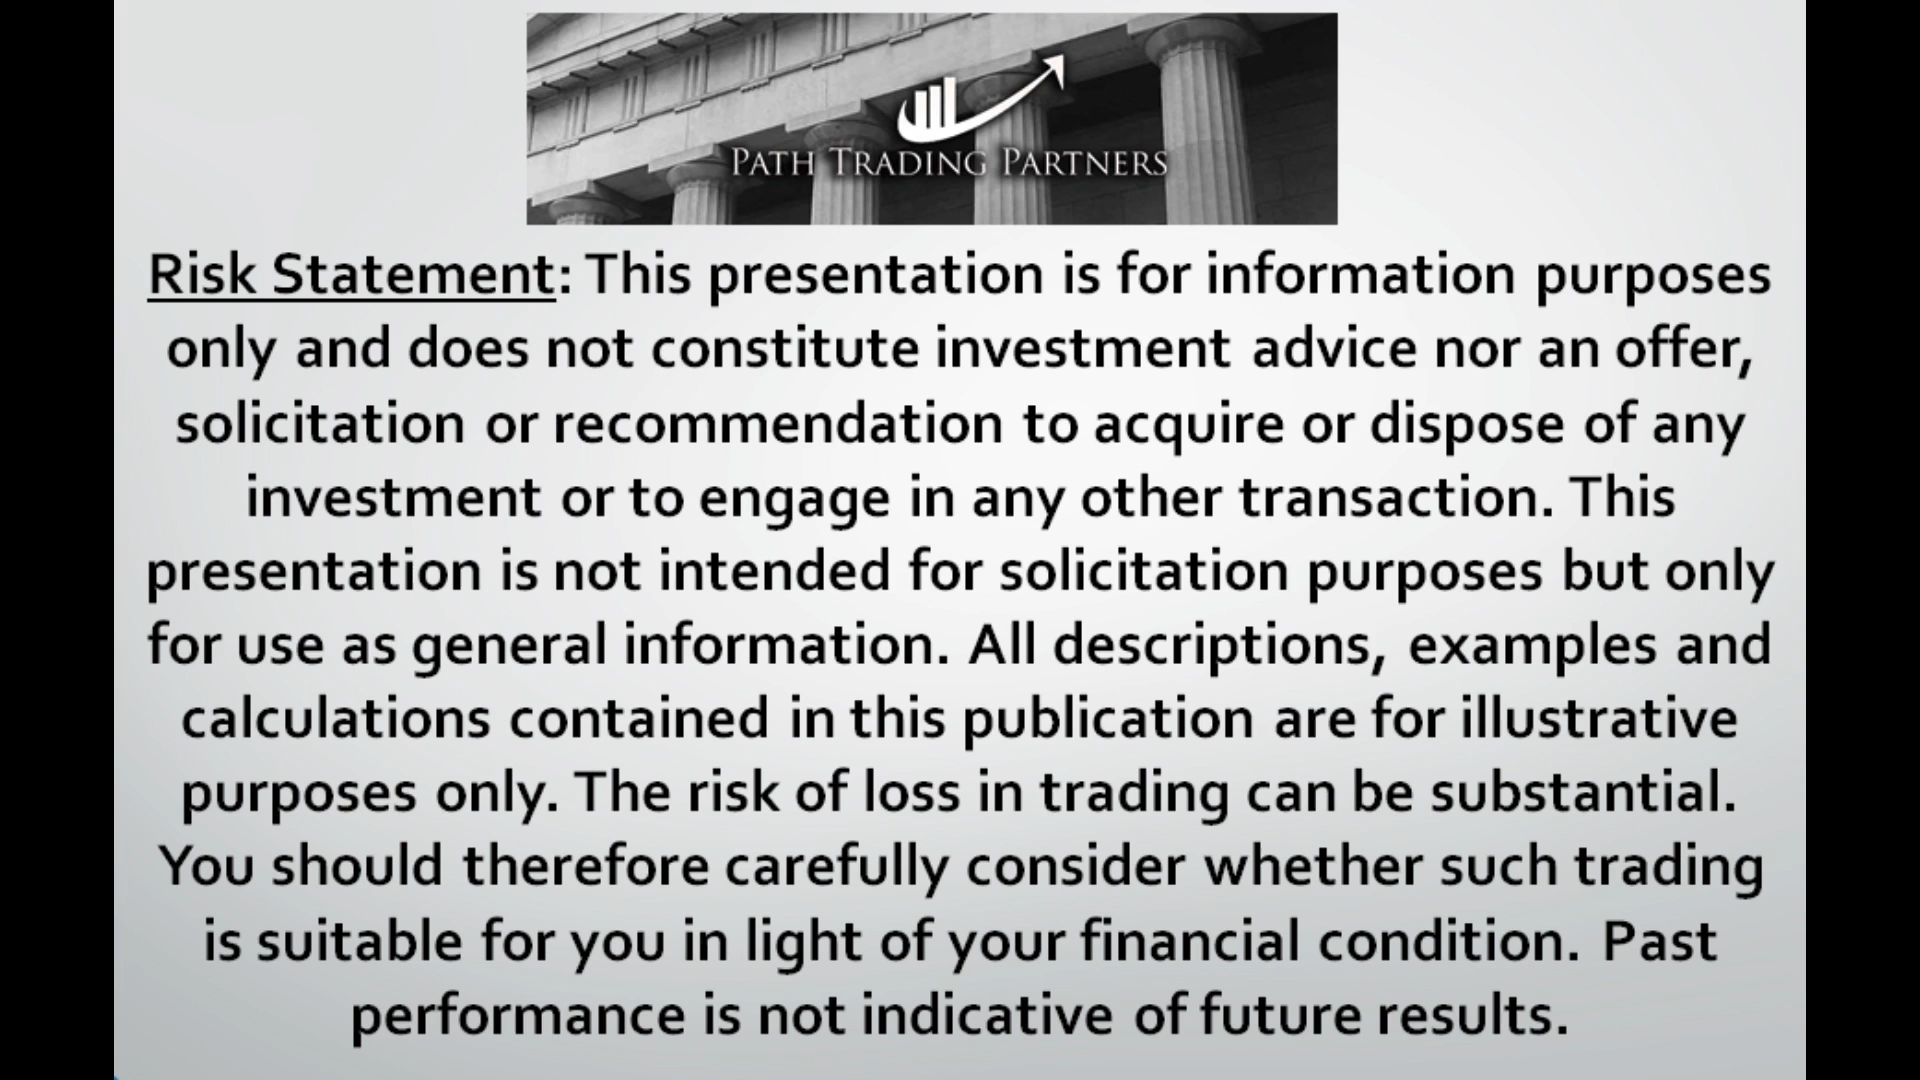 PATH TRADING PARTNERS
Risk Statement: This presentation is for information purposes
only and does not constitute investment advice nor an offer,
solicitation or recommendation to acquire or dispose of any
investment or to engage in any other transaction. This
presentation is not intended for solicitation purposes but only
for use as general information. All descriptions, examples and
calculations contained in this publication are for illustrative
purposes only. The risk of loss in trading can be substantial.
You should therefore carefully consider whether such trading
is suitable for you in light of your financial condition. Past
performance is not indicative of future results.